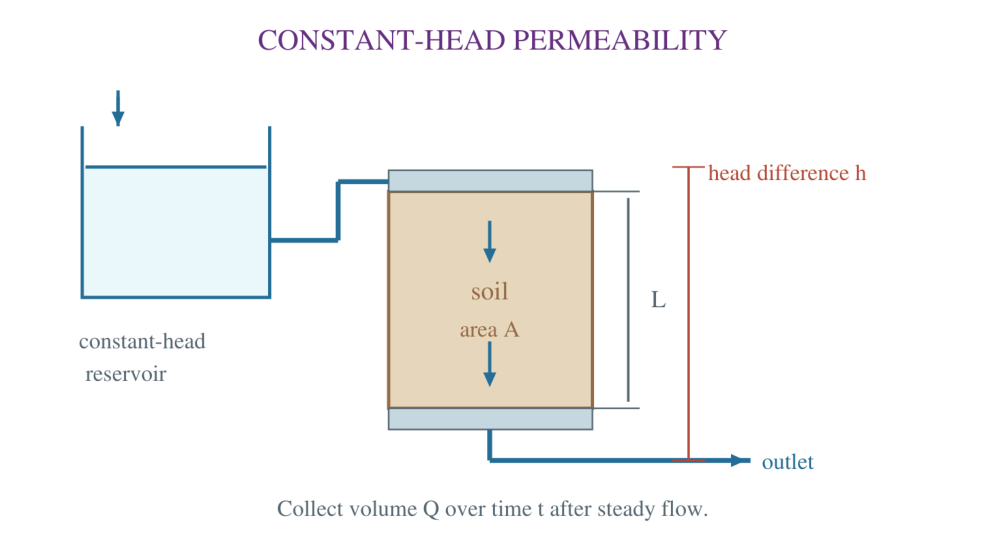 CONSTANT-HEAD PERMEABILITY
head difference h
soil
L
area A
constant-head
reservoir
outlet
Collect volume Q over time t after steady flow.